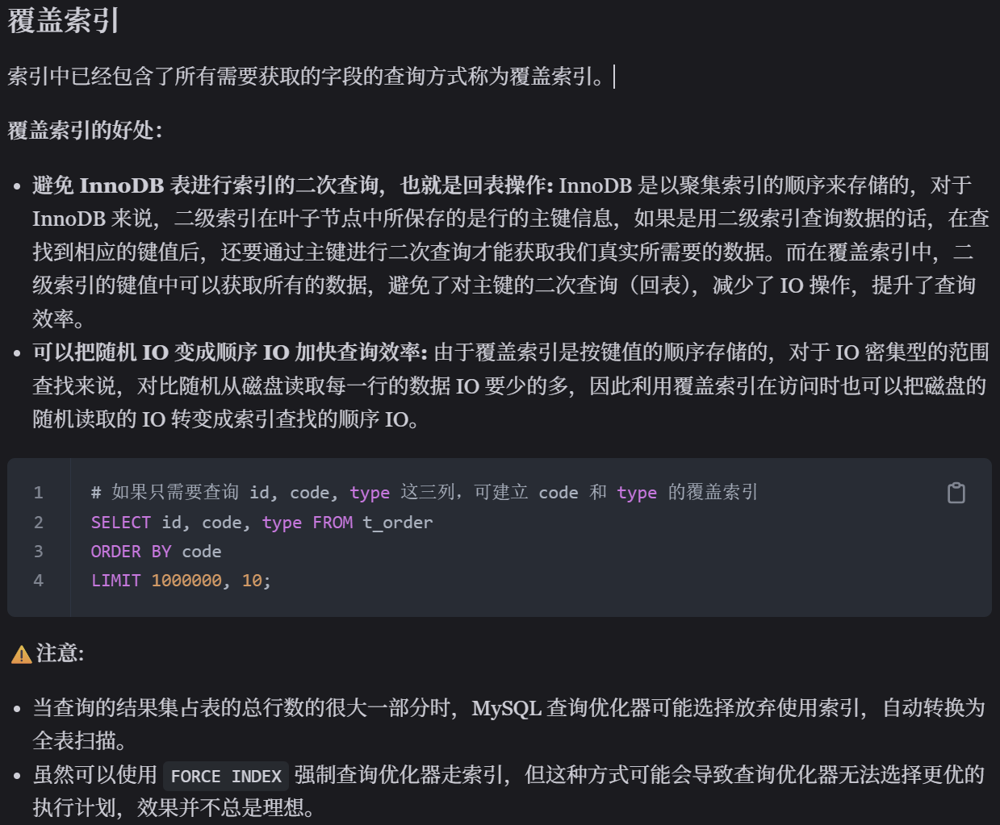 覆盖索引
索引中已经包含了所有需要获取的字段的查询方式称为覆盖索引。
覆盖索引的好处：
• 避免 InnoDB 表进行索引的二次查询，也就是回表操作: InnoDB 是以聚集索引的顺序来存储的，对于
InnoDB 来说，二级索引在叶子节点中所保存的是行的主键信息，如果是用二级索引查询数据的话，在查
找到相应的键值后，还要通过主键进行二次查询才能获取我们真实所需要的数据。而在覆盖索引中，二
级索引的键值中可以获取所有的数据，避免了对主键的二次查询（回表），减少了 IO 操作，提升了查询
效率。
• 可以把随机 IO 变成顺序 IO 加快查询效率: 由于覆盖索引是按键值的顺序存储的，对于 IO 密集型的范围
查找来说，对比随机从磁盘读取每一行的数据 IO 要少的多，因此利用覆盖索引在访问时也可以把磁盘的
随机读取的 IO 转变成索引查找的顺序 IO。
1 # 如果只需要查询 id, code, type 这三列，可建立 code 和 type 的覆盖索引
2 SELECT id, code, type FROM t_order
3 ORDER BY code
4 LIMIT 1000000, 10;
⚠️注意:
• 当查询的结果集占表的总行数的很大一部分时，MySQL 查询优化器可能选择放弃使用索引，自动转换为
全表扫描。
• 虽然可以使用 FORCE INDEX 强制查询优化器走索引，但这种方式可能会导致查询优化器无法选择更优的
执行计划，效果并不总是理想。